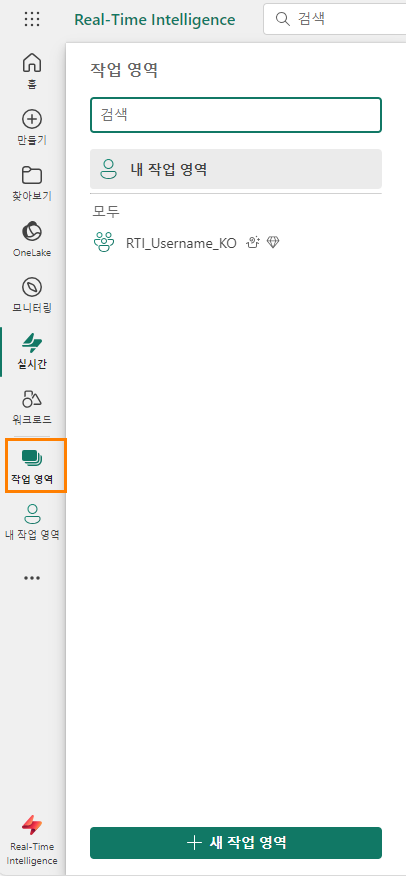 Real-Time Intelligence
검색
홈
만들기
찾아보기
OneLake
모니터링
실시간
워크로드
작업 영역
내 작업 영역
Real-Time
Intelligence
작업 영역
검색
내 작업 영역
모두
RTI_Username_KO
새 작업 영역